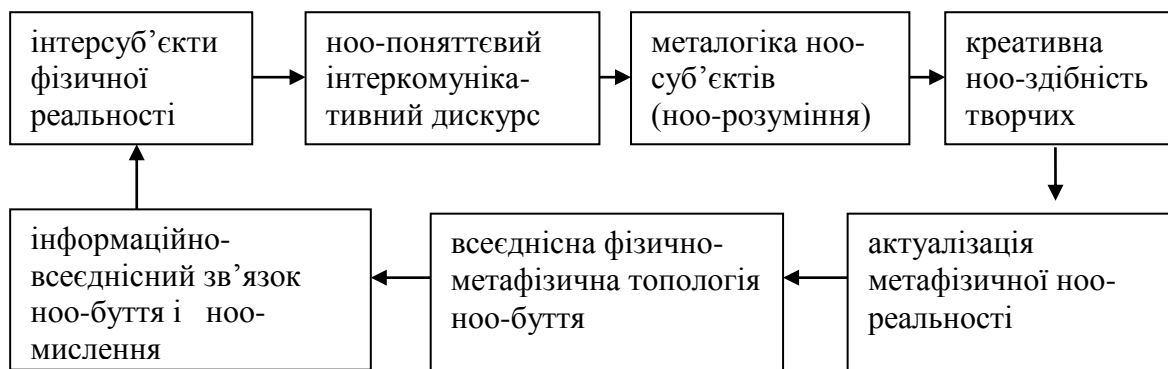 інтерсуб’єкти
фізичної
реальності
ноо-поняттєвий
інтеркомуніка-
тивний дискурс
металогіка ноо-
суб’єктів
(ноо-розуміння)
креативна
ноо-здібність
творчих
актуалізація
метафізичної ноо-
реальності
всеєднісна фізично-
метафізична топологія
ноо-буття
інформаційно-
всеєднісний зв’язок
ноо-буття і ноо-
мислення